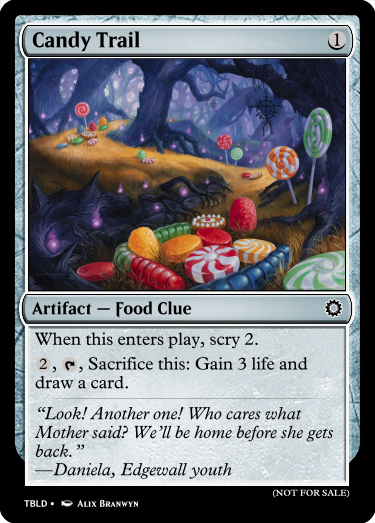 Candy Trail 1
Artifact — Food Clue
When this enters play, scry 2.
2, , Sacrifice this: Gain 3 life and
draw a card.
“Look! Another one! Who cares what
Mother said? We’ll be home before she gets
back.”
—Daniela, Edgewall youth
(NOT FOR SALE)
TBLD • Alix Branwyn